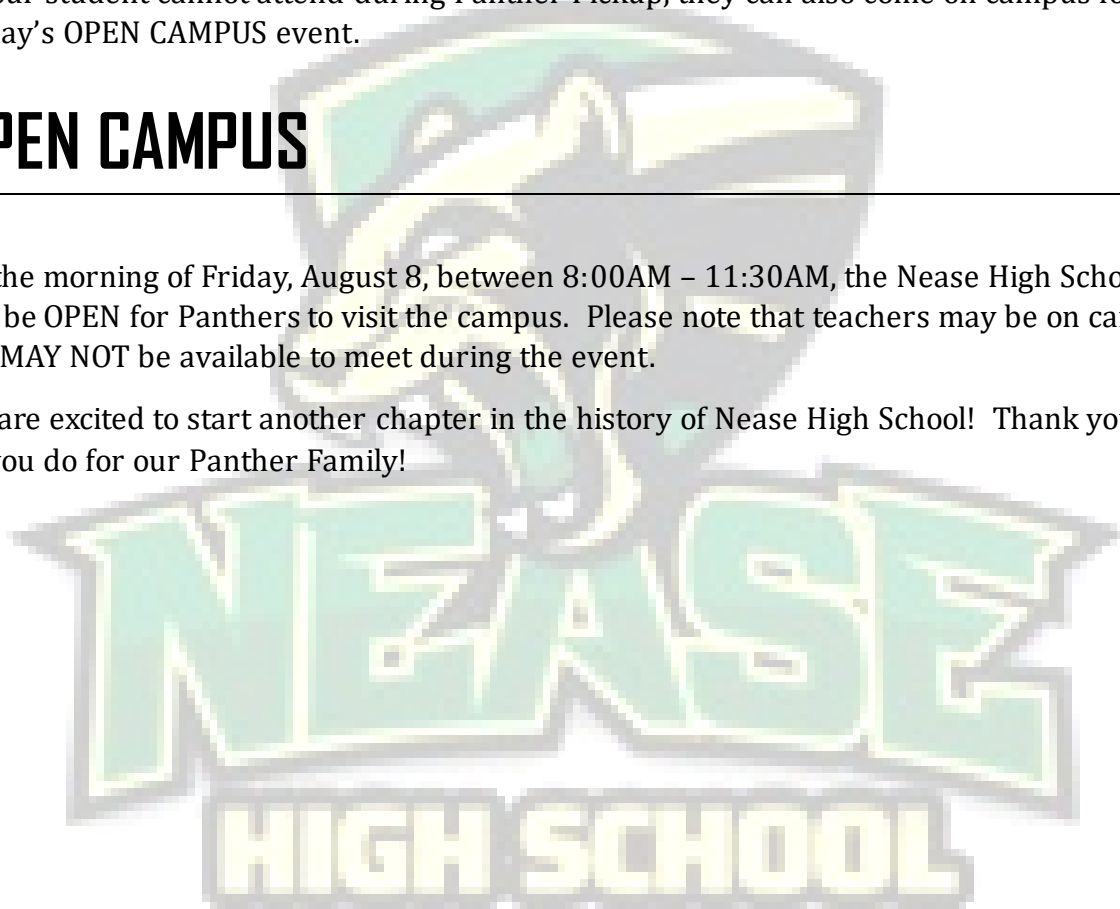 student cannot attend during Panther Pickup, they can also come on campus
ay's OPEN CAMPUS event.
PEN CAMPUS
the morning of Friday, August 8, between 8:00AM – 11:30AM, the Nease High Scho
be OPEN for Panthers to visit the campus.  Please note that teachers may be on ca
MAY NOT be available to meet during the event.
are excited to start another chapter in the history of Nease High School!  Thank yo
you do for our Panther Family!
NEASE
HIGH SCHOOL